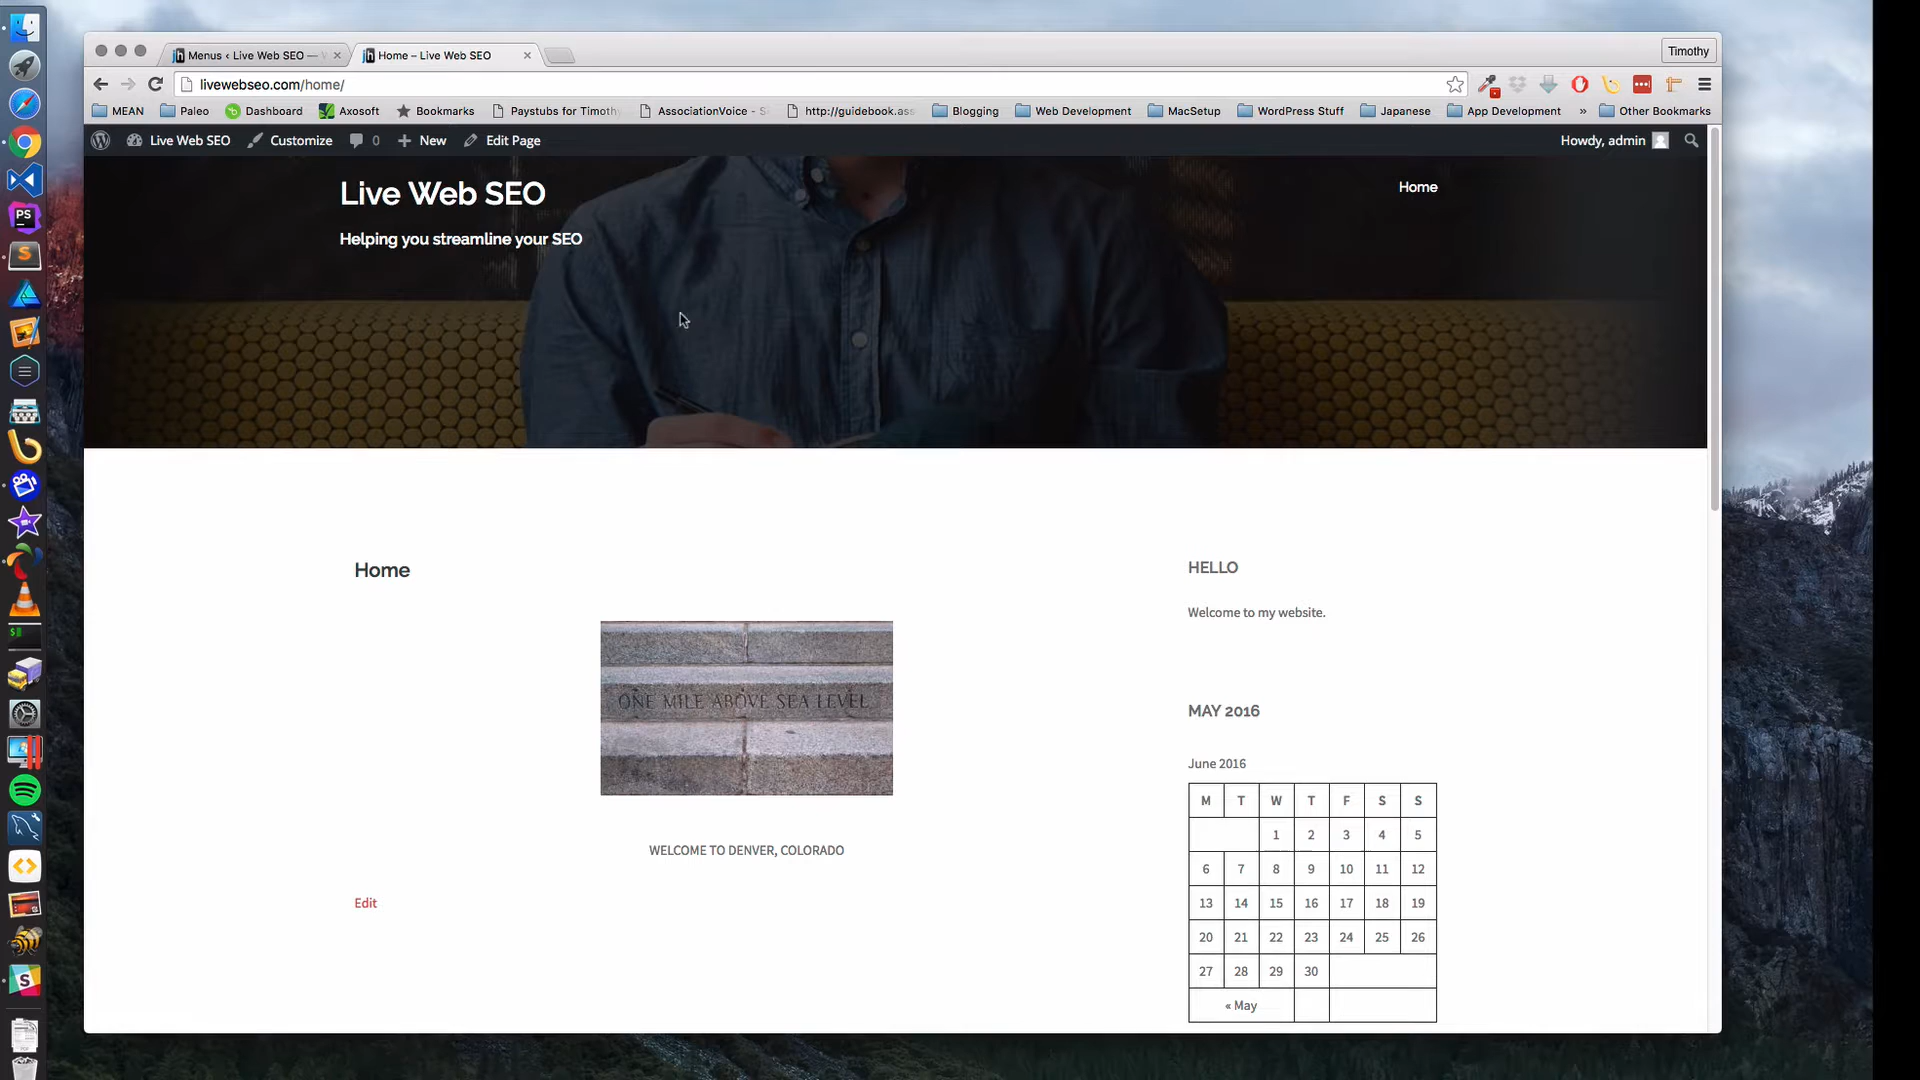 Menus ‹ Live Web SEO —
Home – Live Web SEO
Timothy
livewebseo.com/home/
MEAN
Paleo
Dashboard
Axosoft
Bookmarks
Paystubs for Timothy
AssociationVoice - S
http://guidebook.ass
Blogging
Web Development
MacSetup
WordPress Stuff
Japanese
App Development
»
Other Bookmarks
Live Web SEO
Customize
0
New
Edit Page
Howdy, admin
Live Web SEO
Home
Helping you streamline your SEO
Home
HELLO
Welcome to my website.
ONE MILE ABOVE SEA LEVEL
MAY 2016
June 2016
M T W T F S S
1 2 3 4 5
WELCOME TO DENVER, COLORADO
6 7 8 9 10 11 12
Edit
13 14 15 16 17 18 19
20 21 22 23 24 25 26
27 28 29 30
« May
PS
S
$